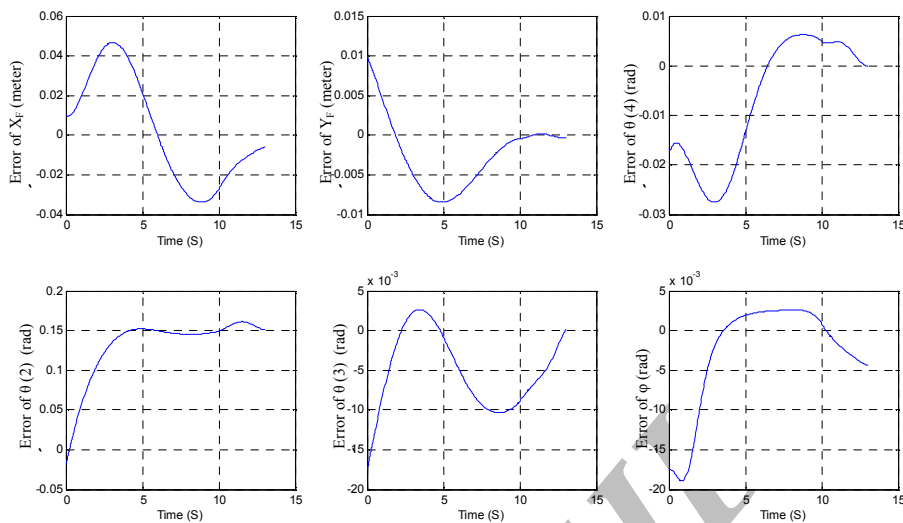 Error of X_F (meter)
0.06
0.04
0.02
0
-0.02
-0.04
0 5 10 15
Time (S)
Error of Y_F (meter)
0.01
0.005
0
-0.005
-0.01
0 5 10 15
Time (S)
Error of θ (4) (rad)
0.01
0
-0.01
-0.02
-0.03
0 5 10 15
Time (S)
Error of θ (2) (rad)
0.2
0.15
0.1
0.05
0
-0.05
0 5 10 15
Time (S)
Error of θ (3) (rad)
x 10^-3
5
0
-5
-10
-15
-20
0 5 10 15
Time (S)
Error of φ (rad)
x 10^-3
5
0
-5
-10
-15
-20
0 5 10 15
Time (S)